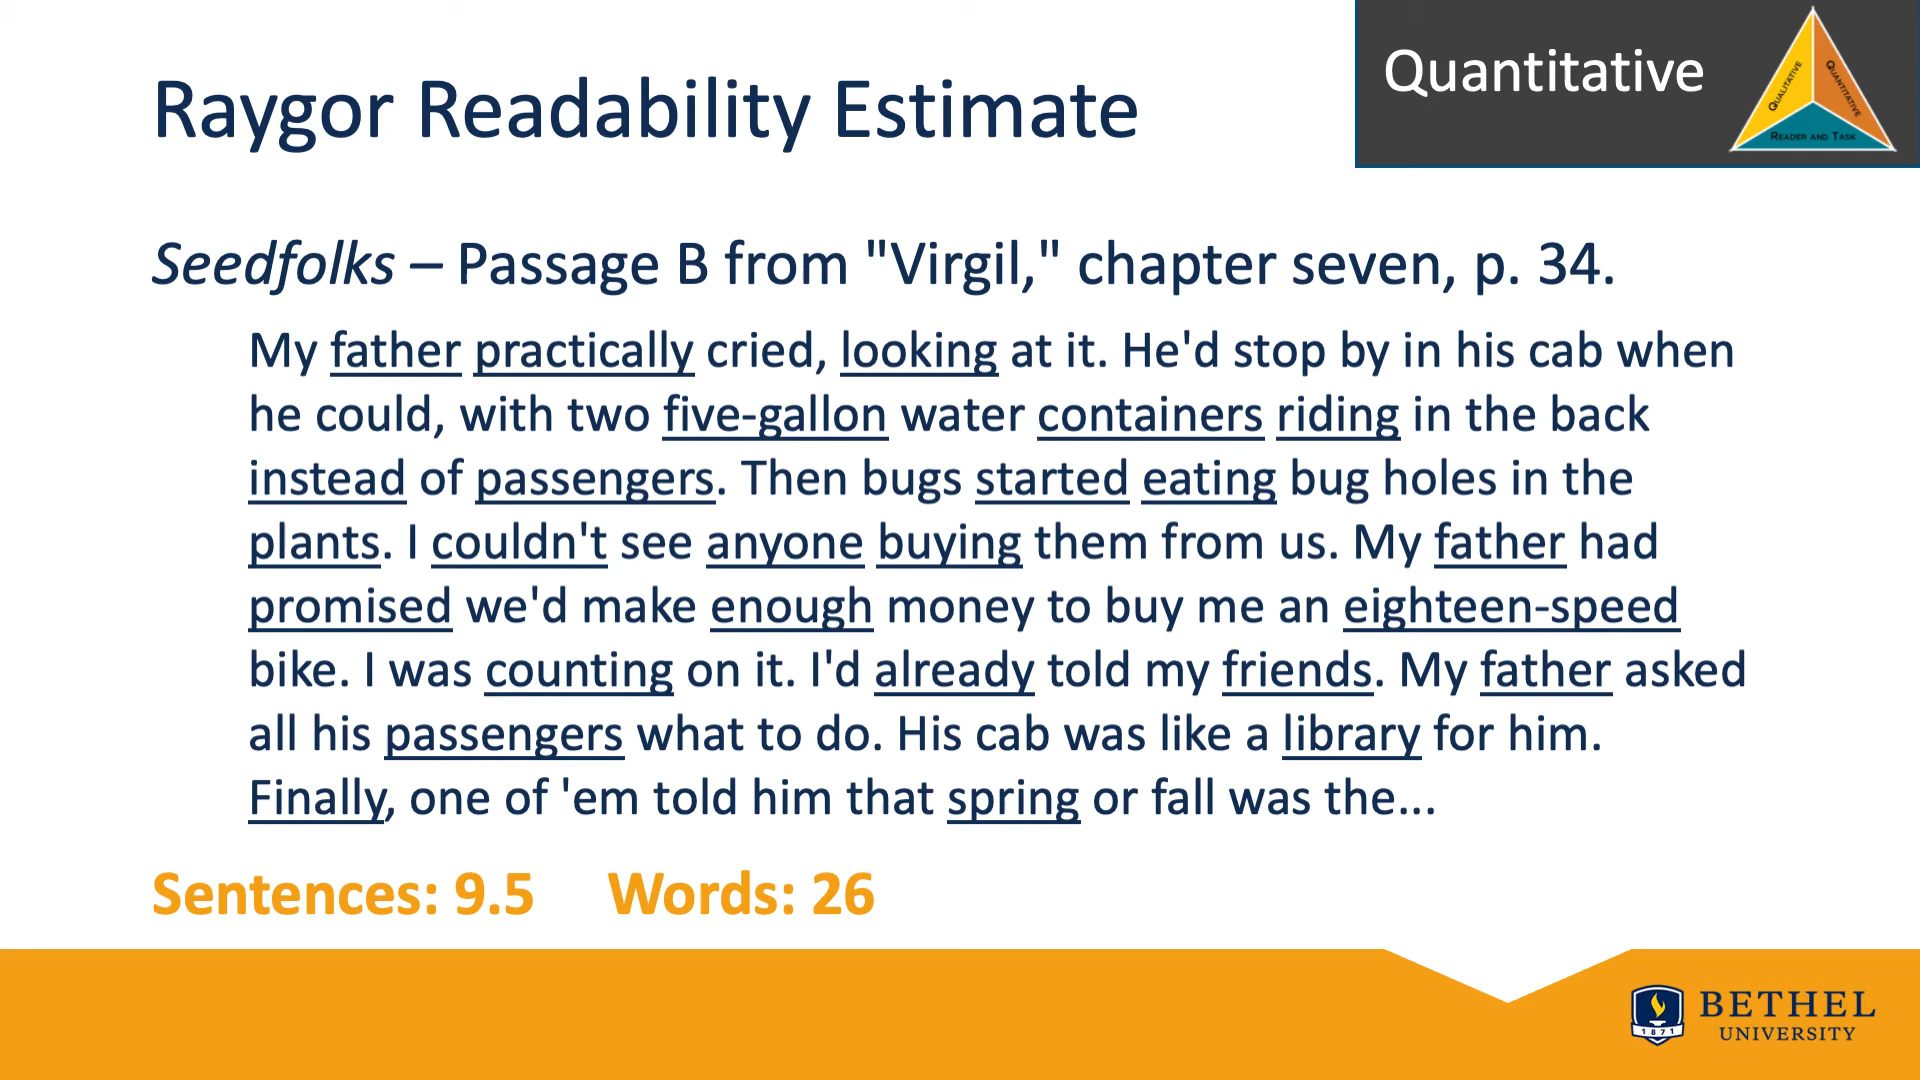 Raygor Readability Estimate
Quantitative
QUALITATIVE
QUANTITATIVE
READER AND TASK
Seedfolks – Passage B from "Virgil," chapter seven, p. 34.
My father practically cried, looking at it. He'd stop by in his cab when
he could, with two five-gallon water containers riding in the back
instead of passengers. Then bugs started eating bug holes in the
plants. I couldn't see anyone buying them from us. My father had
promised we'd make enough money to buy me an eighteen-speed
bike. I was counting on it. I'd already told my friends. My father asked
all his passengers what to do. His cab was like a library for him.
Finally, one of 'em told him that spring or fall was the...
Sentences: 9.5 Words: 26
1871
BETHEL
UNIVERSITY